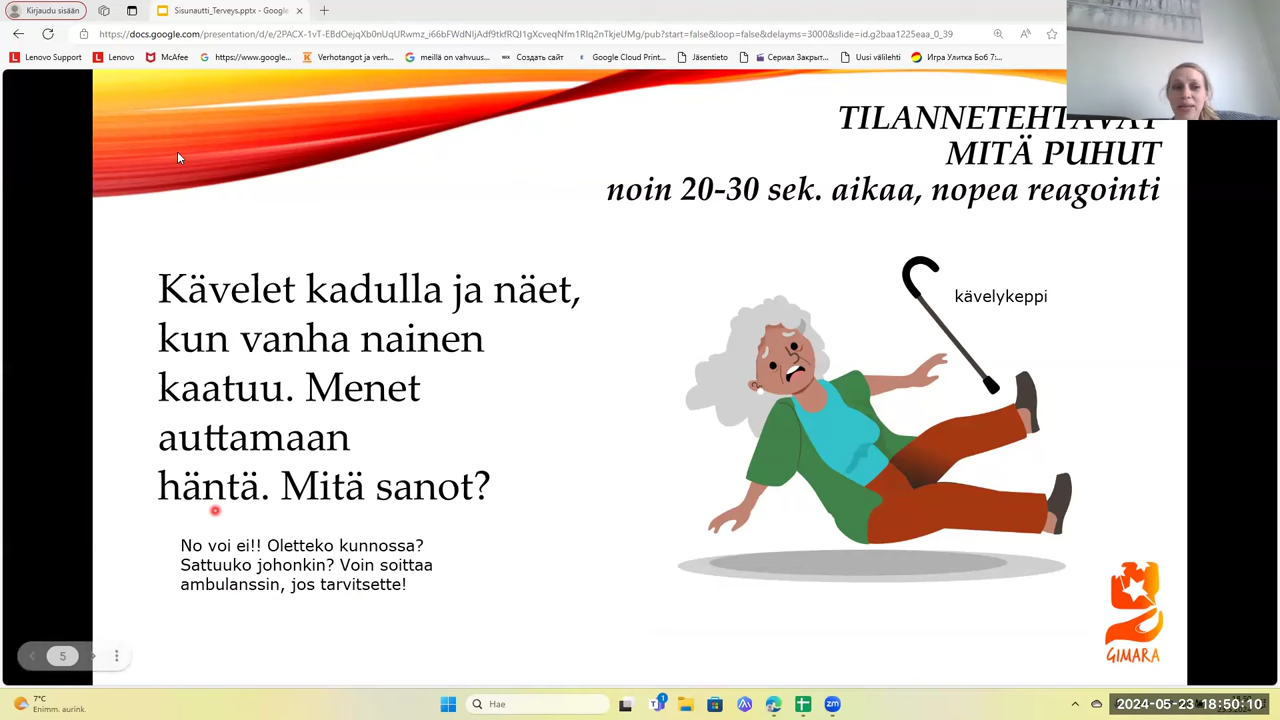 Kirjaudu sisään
Sisunautti_Terveys.pptx - Google
https://docs.google.com/presentation/d/e/2PACX-1vT-EBdOejqXb0nUqURwmz_i66bFWdNIjAdf9tldRQJ1gXcveqNfm1RIq2nTkjeUMg/pub?start=false&loop=false&delayms=3000&slide=id.g2baa1225eaa_0_39
Lenovo Support
Lenovo
McAfee
https://www.google...
Verhotangot ja verh...
meillä on vahvuus...
Создать сайт
Google Cloud Print...
Jäsentieto
Сериал Закрыт...
Uusi välilehti
Игра Улитка Боб 7:...
TILANNETEHTÄVÄT
MITÄ PUHUT
noin 20-30 sek. aikaa, nopea reagointi
Kävelet kadulla ja näet,
kun vanha nainen
kaatuu. Menet
auttamaan
häntä. Mitä sanot?
kävelykeppi
No voi ei!! Oletteko kunnossa?
Sattuuko johonkin? Voin soittaa
ambulanssin, jos tarvitsette!
GIMARA
5
7°C
Enimm. aurink.
Hae
2024-05-23 18:50:10